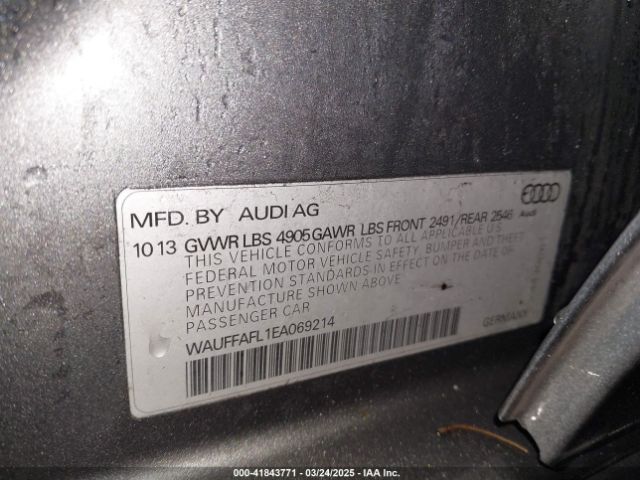 MFD. BY AUDI AG
Audi
10 13 GVWR LBS 4905 GAWR LBS FRONT 2491/REAR 2546
THIS VEHICLE CONFORMS TO ALL APPLICABLE U.S.
FEDERAL MOTOR VEHICLE SAFETY, BUMPER AND THEFT
PREVENTION STANDARDS IN EFFECT ON THE DATE OF
MANUFACTURE SHOWN ABOVE.
PASSENGER CAR
WAUFFAFL1EA069214
GERMANY
000-41843771 - 03/24/2025 - IAA Inc.